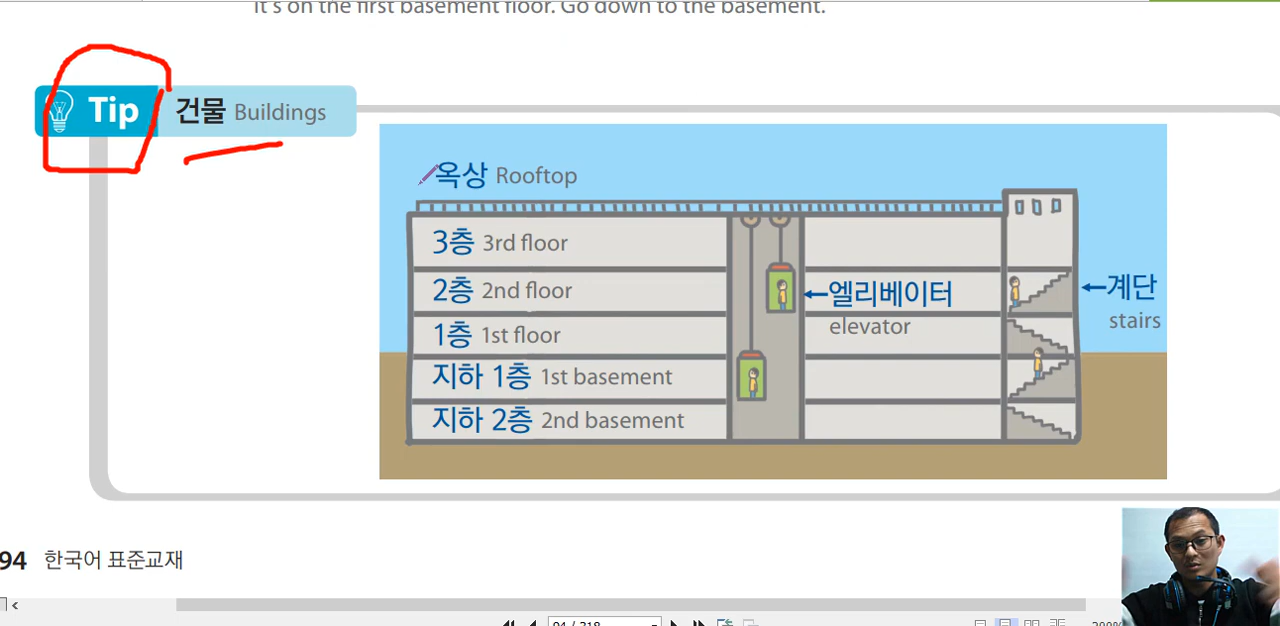 It's on the first basement floor. Go down to the basement.
Tip 건물 Buildings
옥상 Rooftop
3층 3rd floor
2층 2nd floor
1층 1st floor
지하 1층 1st basement
지하 2층 2nd basement
←엘리베이터
elevator
←계단
stairs
94 한국어 표준교재
94 / 318
200%